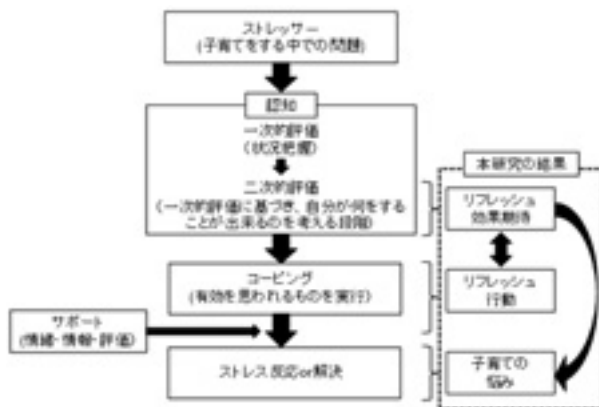 ストレッサー
(子育てをする中での問題)
認知
一次的評価
(状況把握)
二次的評価
(一次的評価に基づき、自分が何をする
ことが出来るのを考える段階)
コーピング
(有効を思われるものを実行)
サポート
(情緒・情報・評価)
ストレス反応or解決
本研究の結果
リフレッシュ
効果期待
リフレッシュ
行動
子育ての
悩み